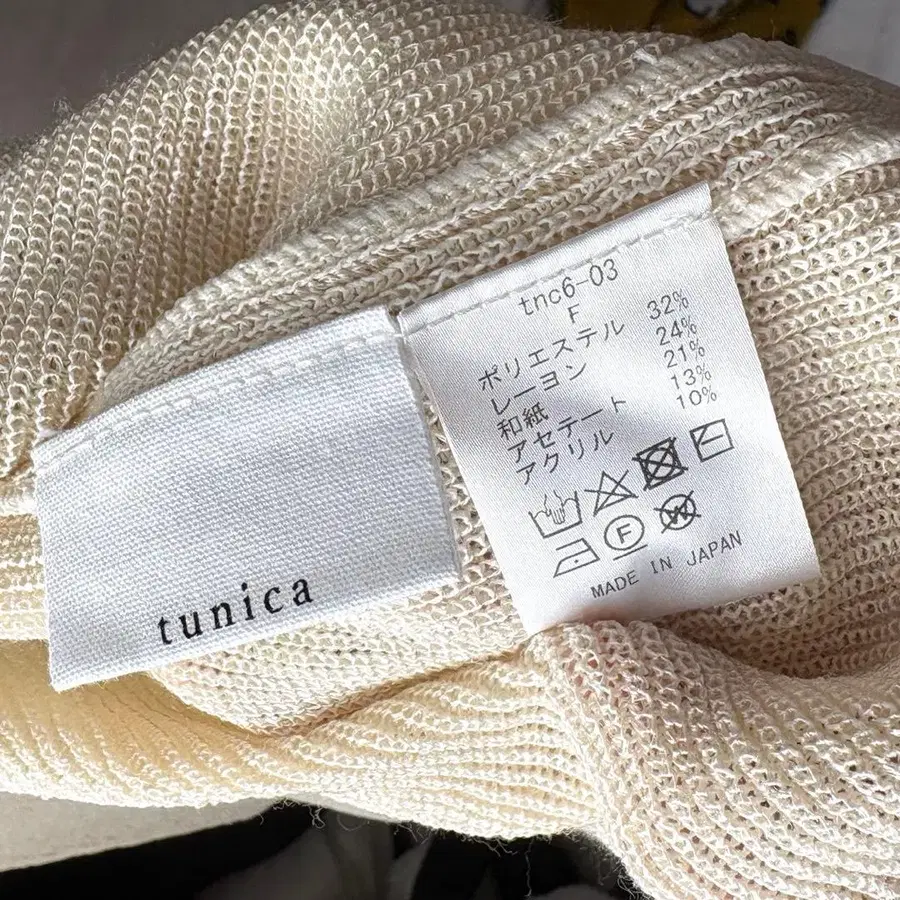 tunica
tnc6-03
F
ポリエステル 32%
レーヨン 24%
和紙 21%
アセテート 13%
アクリル 10%
F W
MADE IN JAPAN